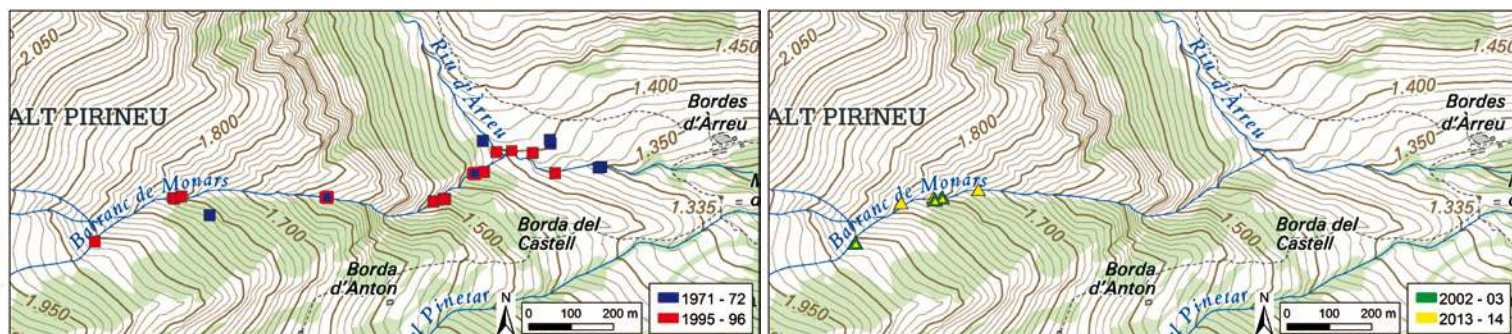 2.050
ALT PIRINEU
1.800
Barranc de Monars
1.700
1.950
Riu d'Àrreu
1.450
1.400
Bordes
d'Àrreu
1.350
1.335
1.500
Borda del
Castell
Borda
d'Anton
Pinetar
N
0 100 200 m
1971 - 72
1995 - 96
2.050
ALT PIRINEU
1.800
Barranc de Monars
1.700
1.950
Riu d'Àrreu
1.450
1.400
Bordes
d'Àrreu
1.350
1.335
1.500
Borda del
Castell
Borda
d'Anton
Pinetar
N
0 100 200 m
2002 - 03
2013 - 14